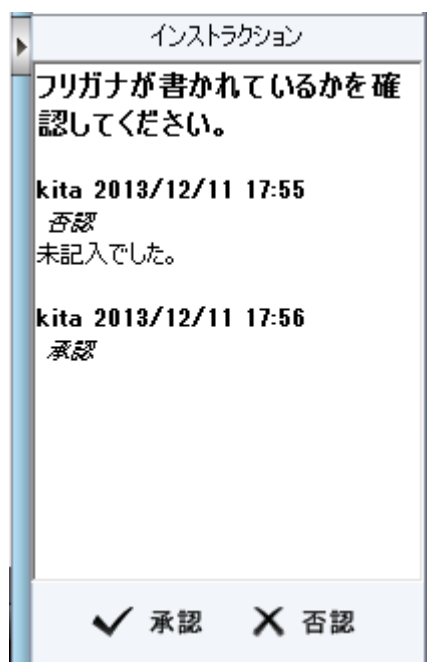 インストラクション
フリガナが書かれているかを確
認してください。
kita 2013/12/11 17:55
否認
未記入でした。
kita 2013/12/11 17:56
承認
承認 否認